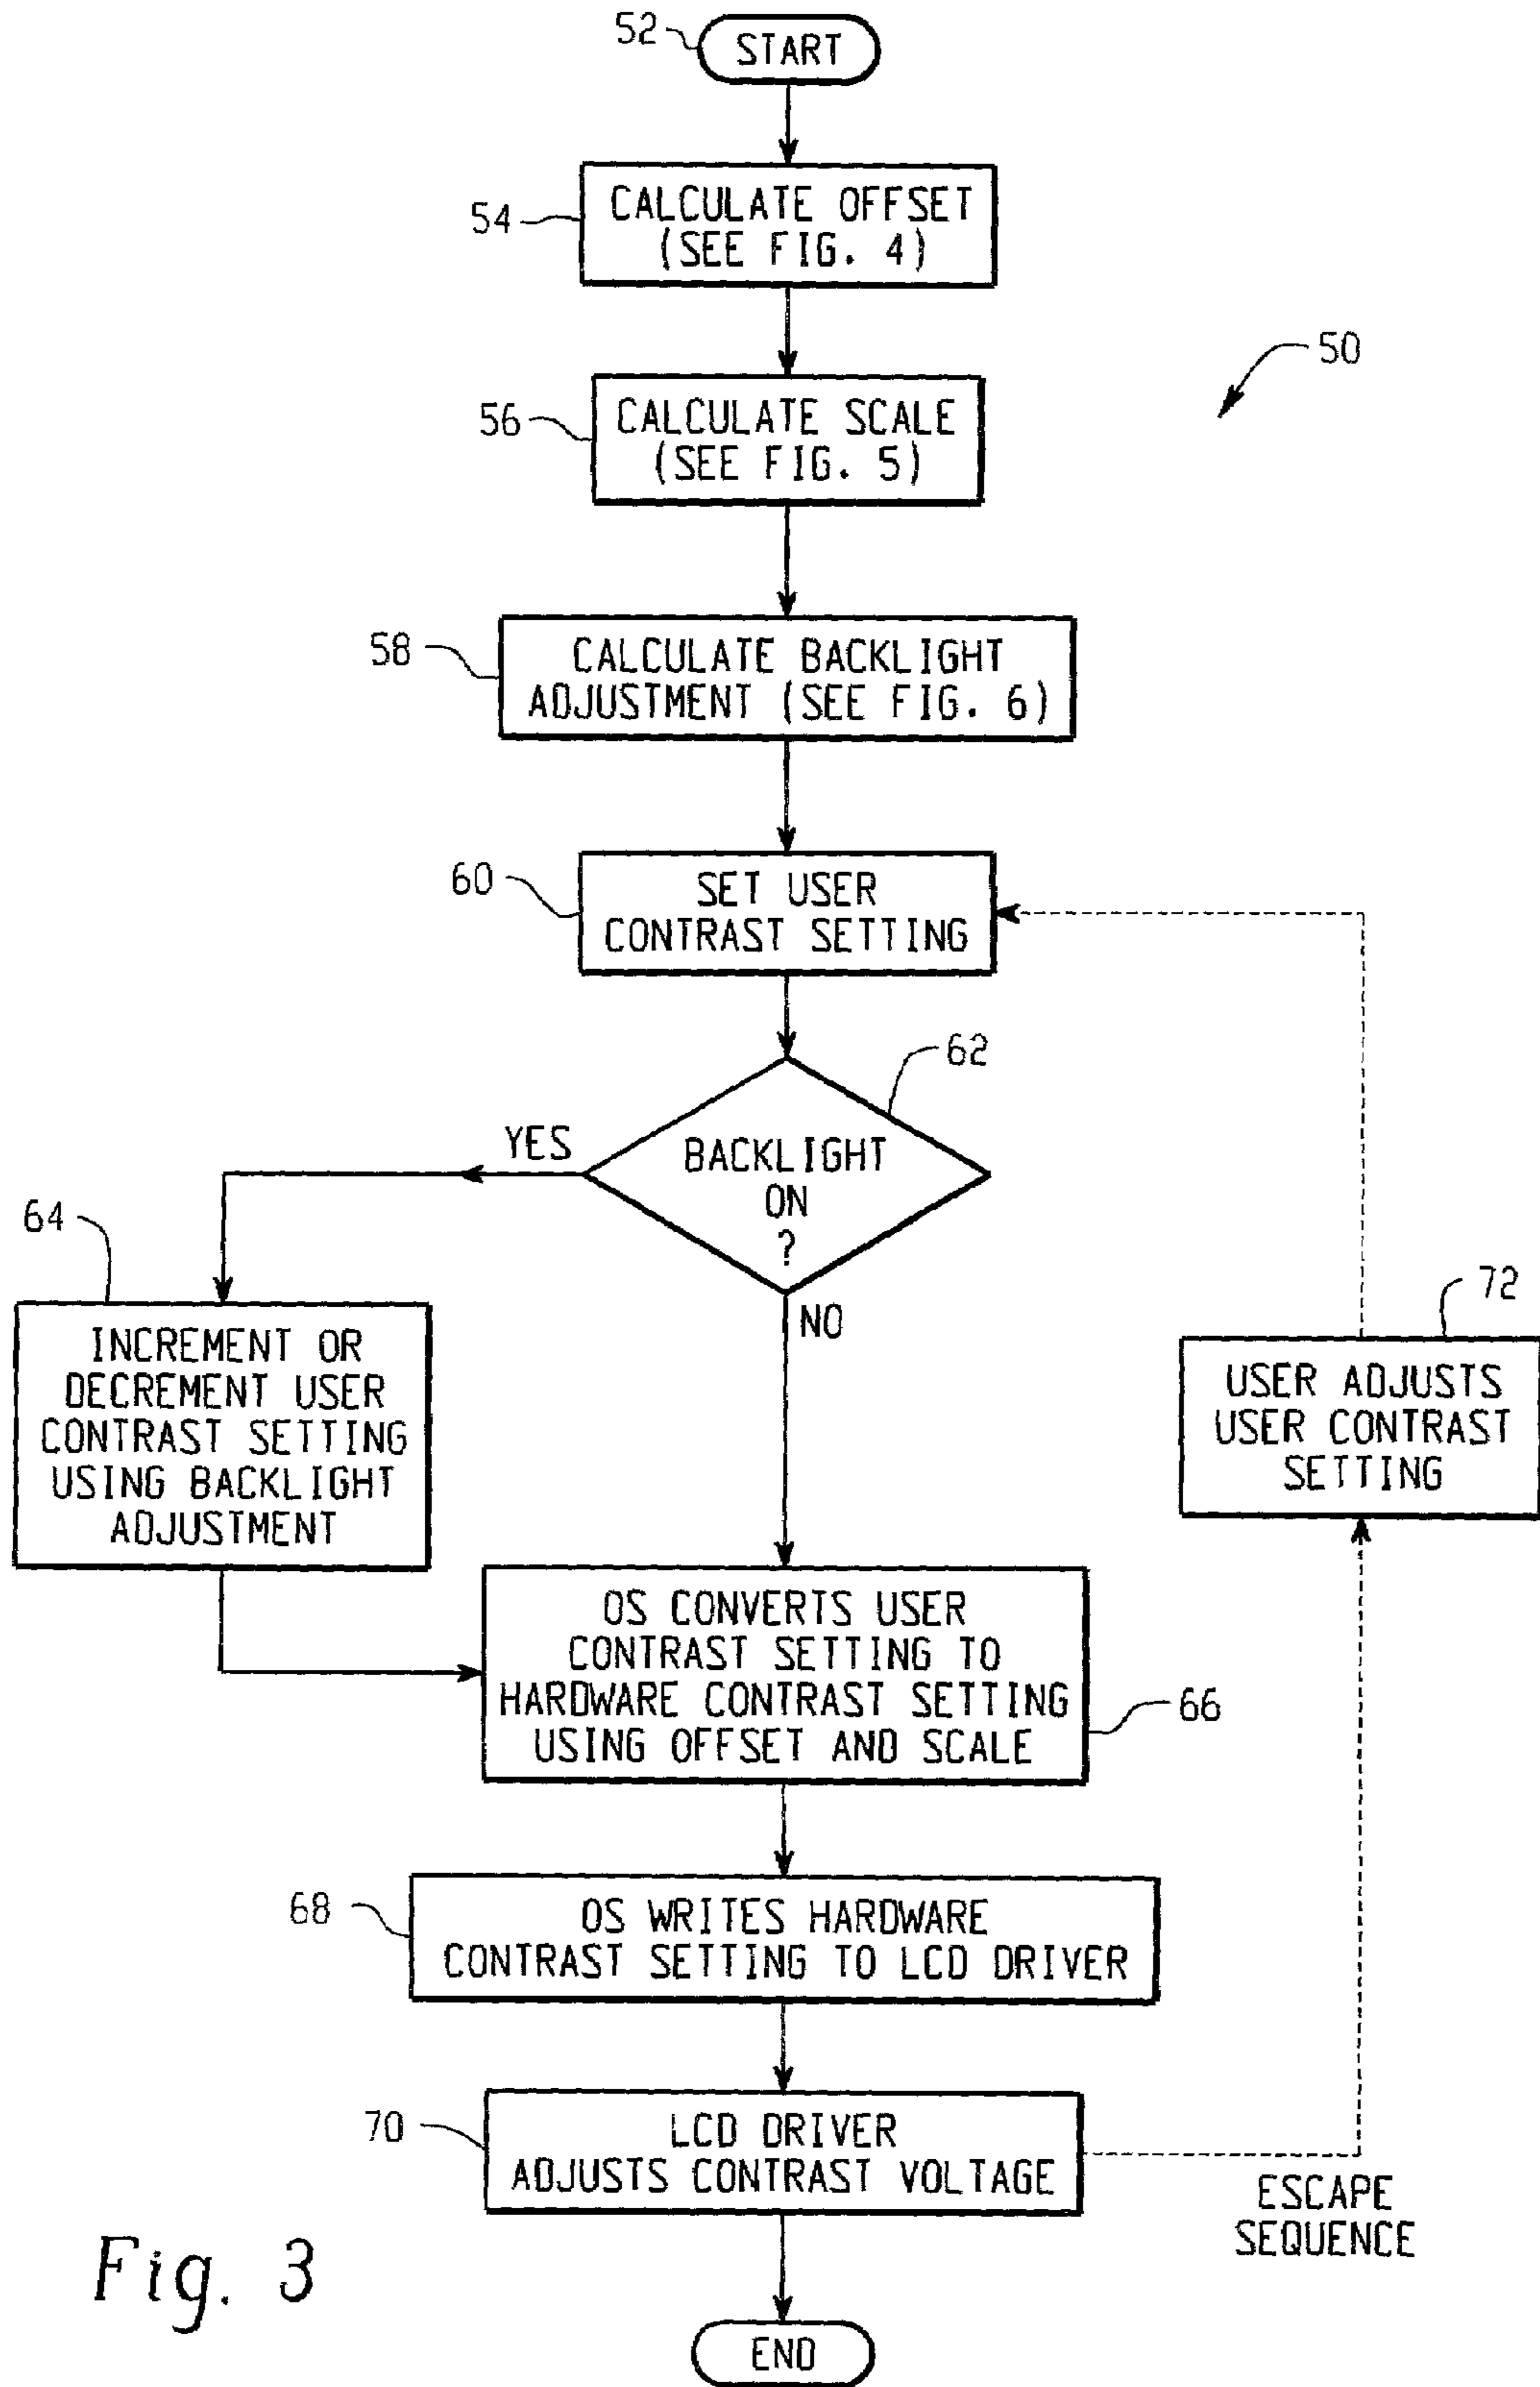 52
START
54
CALCULATE OFFSET
(SEE FIG. 4)
50
56
CALCULATE SCALE
(SEE FIG. 5)
58
CALCULATE BACKLIGHT
ADJUSTMENT (SEE FIG. 6)
60
SET USER
CONTRAST SETTING
62
YES
BACKLIGHT
ON
?
64
NO
72
INCREMENT OR
DECREMENT USER
CONTRAST SETTING
USING BACKLIGHT
ADJUSTMENT
USER ADJUSTS
USER CONTRAST
SETTING
OS CONVERTS USER
CONTRAST SETTING TO
HARDWARE CONTRAST SETTING
USING OFFSET AND SCALE
66
68
OS WRITES HARDWARE
CONTRAST SETTING TO LCD DRIVER
70
LCD DRIVER
ADJUSTS CONTRAST VOLTAGE
ESCAPE
SEQUENCE
Fig. 3
END